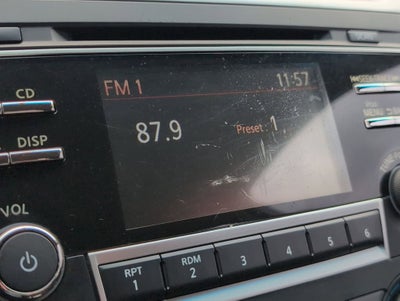 FM 1 11:57
CD
87.9 Preset : 1
DISP
VOL
RPT 1
RDM 2
3
4
5
6
MENU